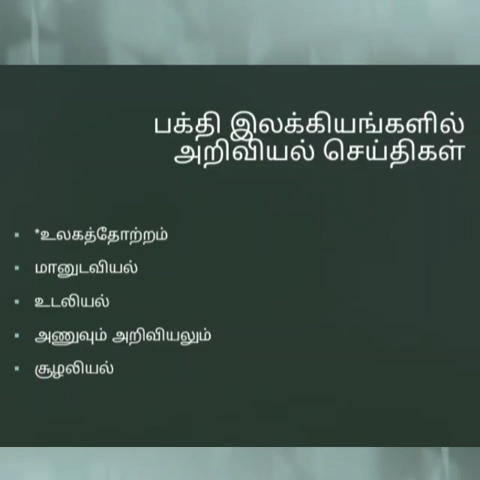 பக்தி இலக்கியங்களில்
அறிவியல் செய்திகள்
*உலகத்தோற்றம்
மானுடவியல்
உடலியல்
அணுவும் அறிவியலும்
சூழலியல்